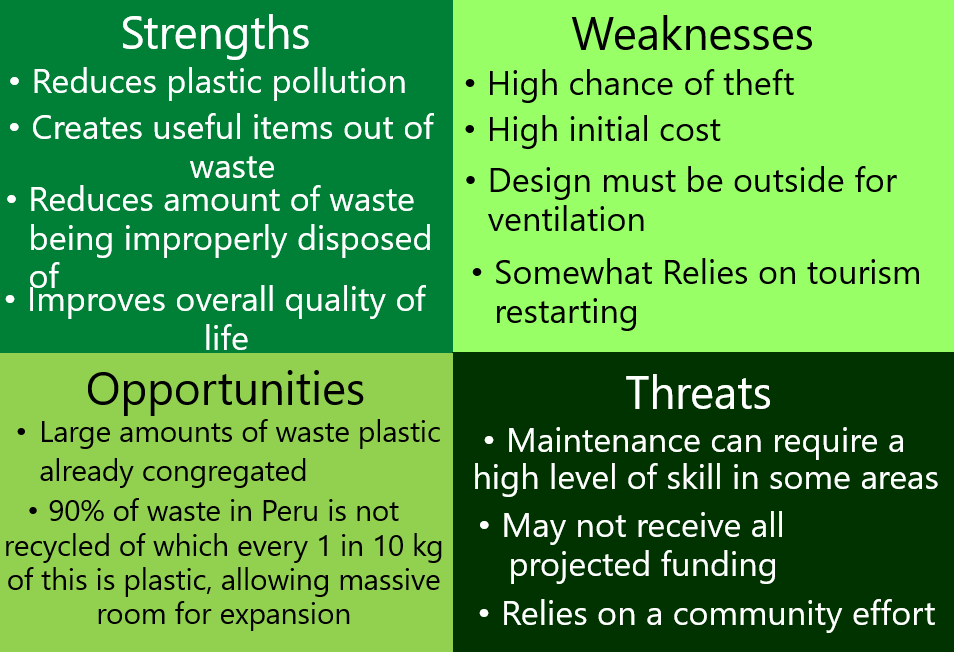 Strengths
• Reduces plastic pollution
• Creates useful items out of
waste
• Reduces amount of waste
being improperly disposed
of
• Improves overall quality of
life
Weaknesses
• High chance of theft
• High initial cost
• Design must be outside for
ventilation
• Somewhat Relies on tourism
restarting
Opportunities
• Large amounts of waste plastic
already congregated
• 90% of waste in Peru is not
recycled of which every 1 in 10 kg
of this is plastic, allowing massive
room for expansion
Threats
• Maintenance can require a
high level of skill in some areas
• May not receive all
projected funding
• Relies on a community effort